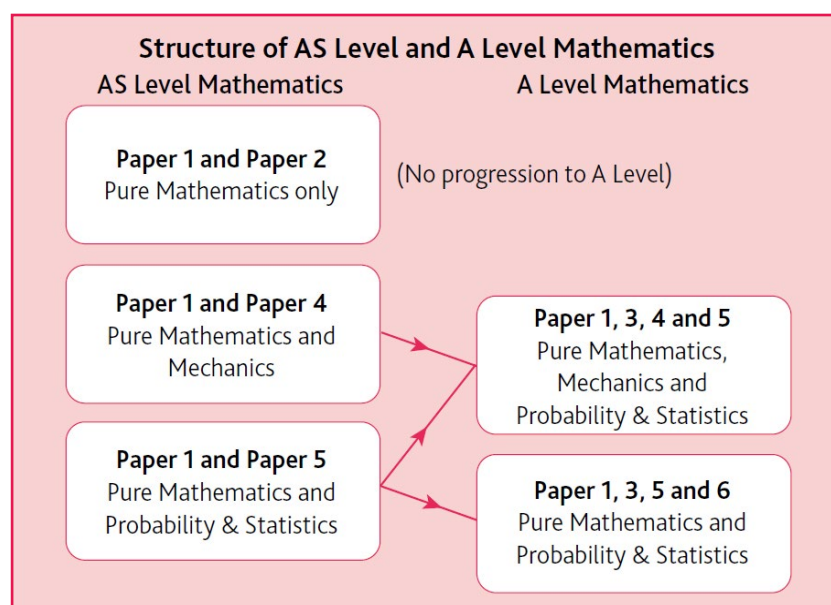 Structure of AS Level and A Level Mathematics
AS Level Mathematics
A Level Mathematics
Paper 1 and Paper 2
Pure Mathematics only
(No progression to A Level)
Paper 1 and Paper 4
Pure Mathematics and
Mechanics
Paper 1, 3, 4 and 5
Pure Mathematics,
Mechanics and
Probability & Statistics
Paper 1 and Paper 5
Pure Mathematics and
Probability & Statistics
Paper 1, 3, 5 and 6
Pure Mathematics and
Probability & Statistics